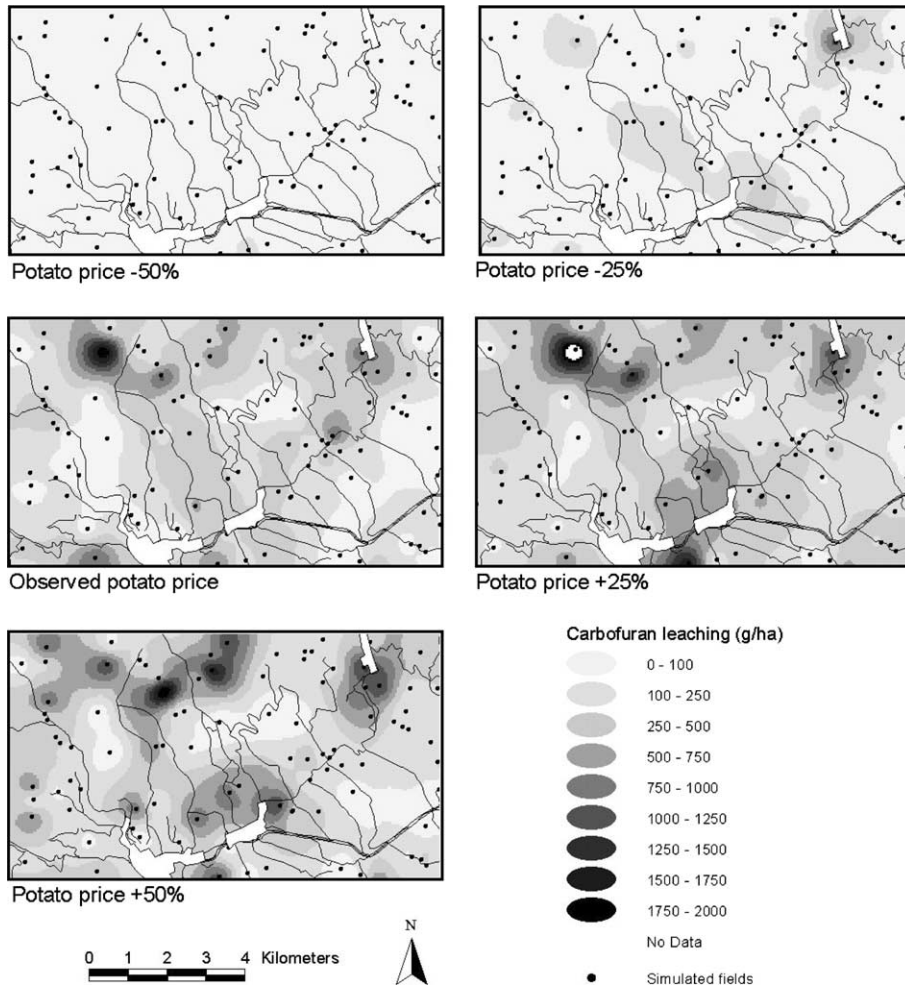 Potato price -50%
Potato price -25%
Observed potato price
Potato price +25%
Potato price +50%
Carbofuran leaching (g/ha)
0 - 100
100 - 250
250 - 500
500 - 750
750 - 1000
1000 - 1250
1250 - 1500
1500 - 1750
1750 - 2000
No Data
Simulated fields
0 1 2 3 4 Kilometers
N